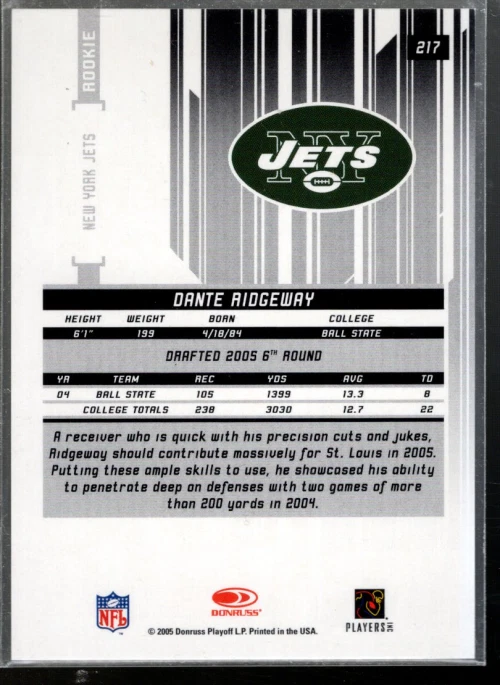 217
ROOKIE
NEW YORK JETS
NY
JETS
DANTE RIDGEWAY
HEIGHT WEIGHT BORN COLLEGE
6'1" 199 4/18/84 BALL STATE
DRAFTED 2005 6TH ROUND
YR TEAM REC YDS AVG TD
04 BALL STATE 105 1399 13.3 8
COLLEGE TOTALS 238 3030 12.7 22
A receiver who is quick with his precision cuts and jukes,
Ridgeway should contribute massively for St. Louis in 2005.
Putting these ample skills to use, he showcased his ability
to penetrate deep on defenses with two games of more
than 200 yards in 2004.
NFL
DONRUSS
PLAYERS INC
© 2005 Donruss Playoff L.P. Printed in the USA.